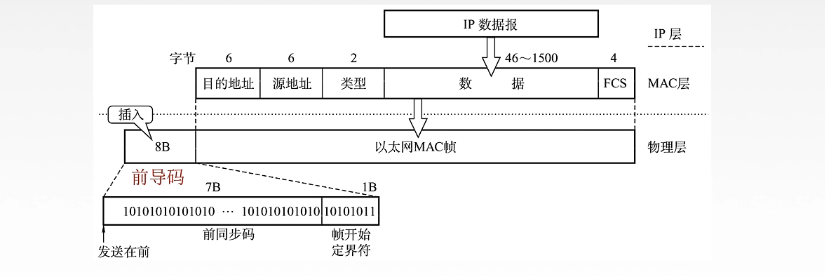 IP 数据报
IP 层
字节 6 6 2 46～1500 4
目的地址 源地址 类型 数 据 FCS MAC层
插入
8B 以太网MAC帧 物理层
前导码
7B 1B
10101010101010 … 101010101010 10101011
前同步码 帧开始
定界符
发送在前